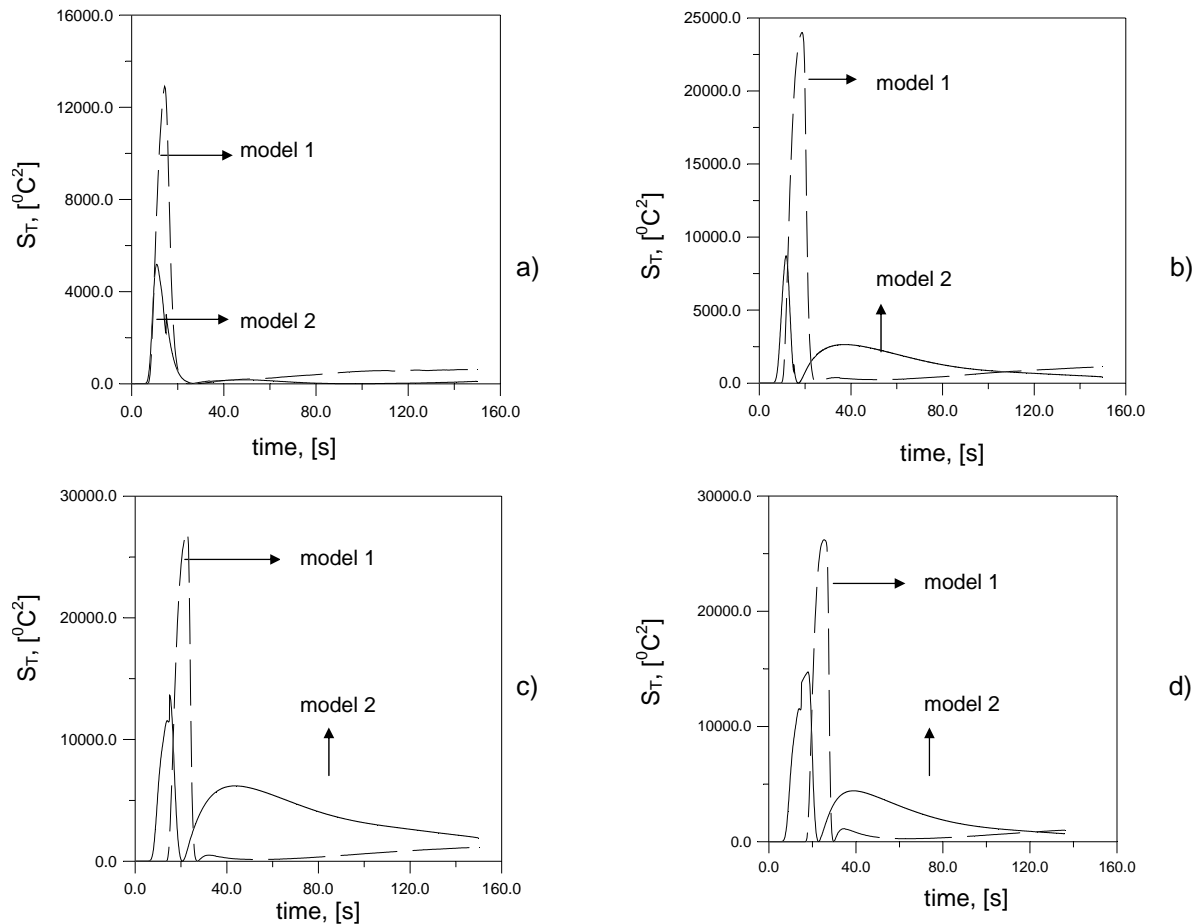 16000.0
12000.0
8000.0
4000.0
0.0
S_T, [⁰C²]
model 1
model 2
0.0 40.0 80.0 120.0 160.0
time, [s]
a)
25000.0
20000.0
15000.0
10000.0
5000.0
0.0
S_T, [⁰C²]
model 1
model 2
0.0 40.0 80.0 120.0 160.0
time, [s]
b)
30000.0
20000.0
10000.0
0.0
S_T, [⁰C²]
model 1
model 2
0.0 40.0 80.0 120.0 160.0
time, [s]
c)
30000.0
20000.0
10000.0
0.0
S_T, [⁰C²]
model 1
model 2
0.0 40.0 80.0 120.0 160.0
time, [s]
d)